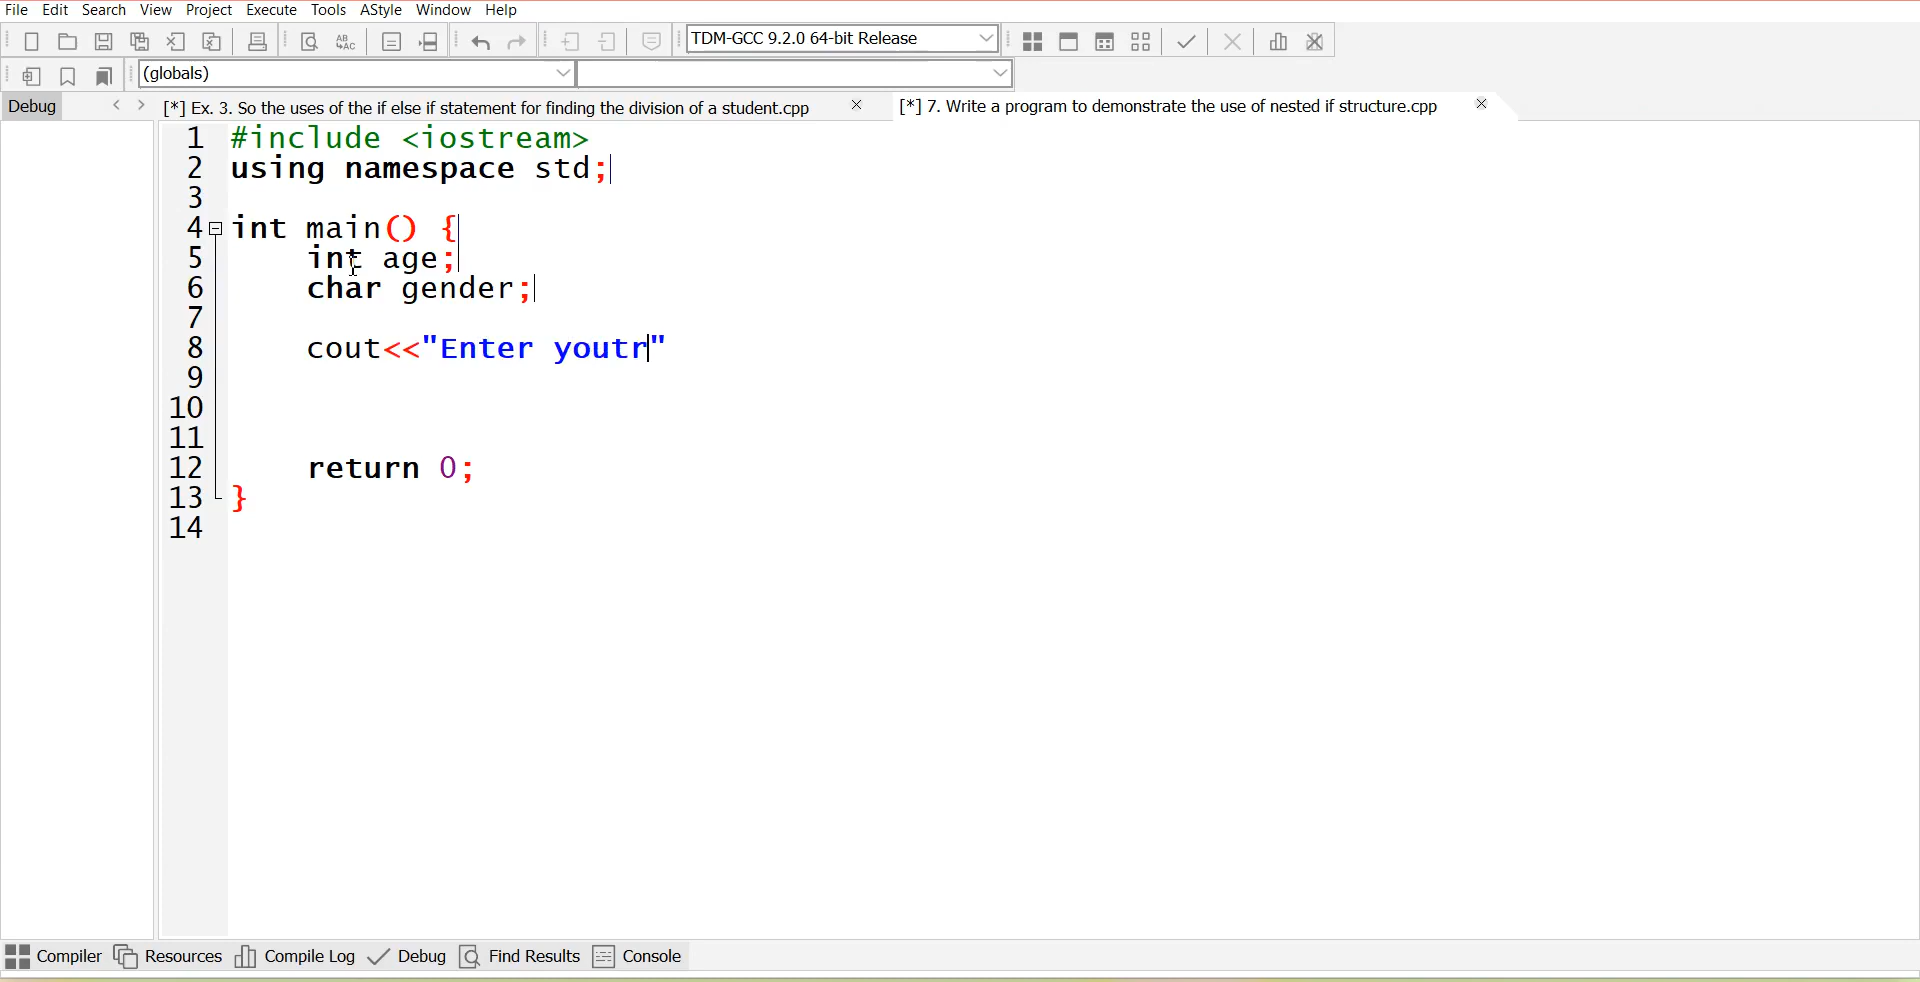 File Edit Search View Project Execute Tools AStyle Window Help
TDM-GCC 9.2.0 64-bit Release
(globals)
Debug [*] Ex. 3. So the uses of the if else if statement for finding the division of a student.cpp [*] 7. Write a program to demonstrate the use of nested if structure.cpp
1 #include <iostream>
2 using namespace std;
3
4 int main() {
5 int age;
6 char gender;
7
8 cout<<"Enter youtr"
9
10
11
12 return 0;
13 }
14
Compiler Resources Compile Log Debug Find Results Console